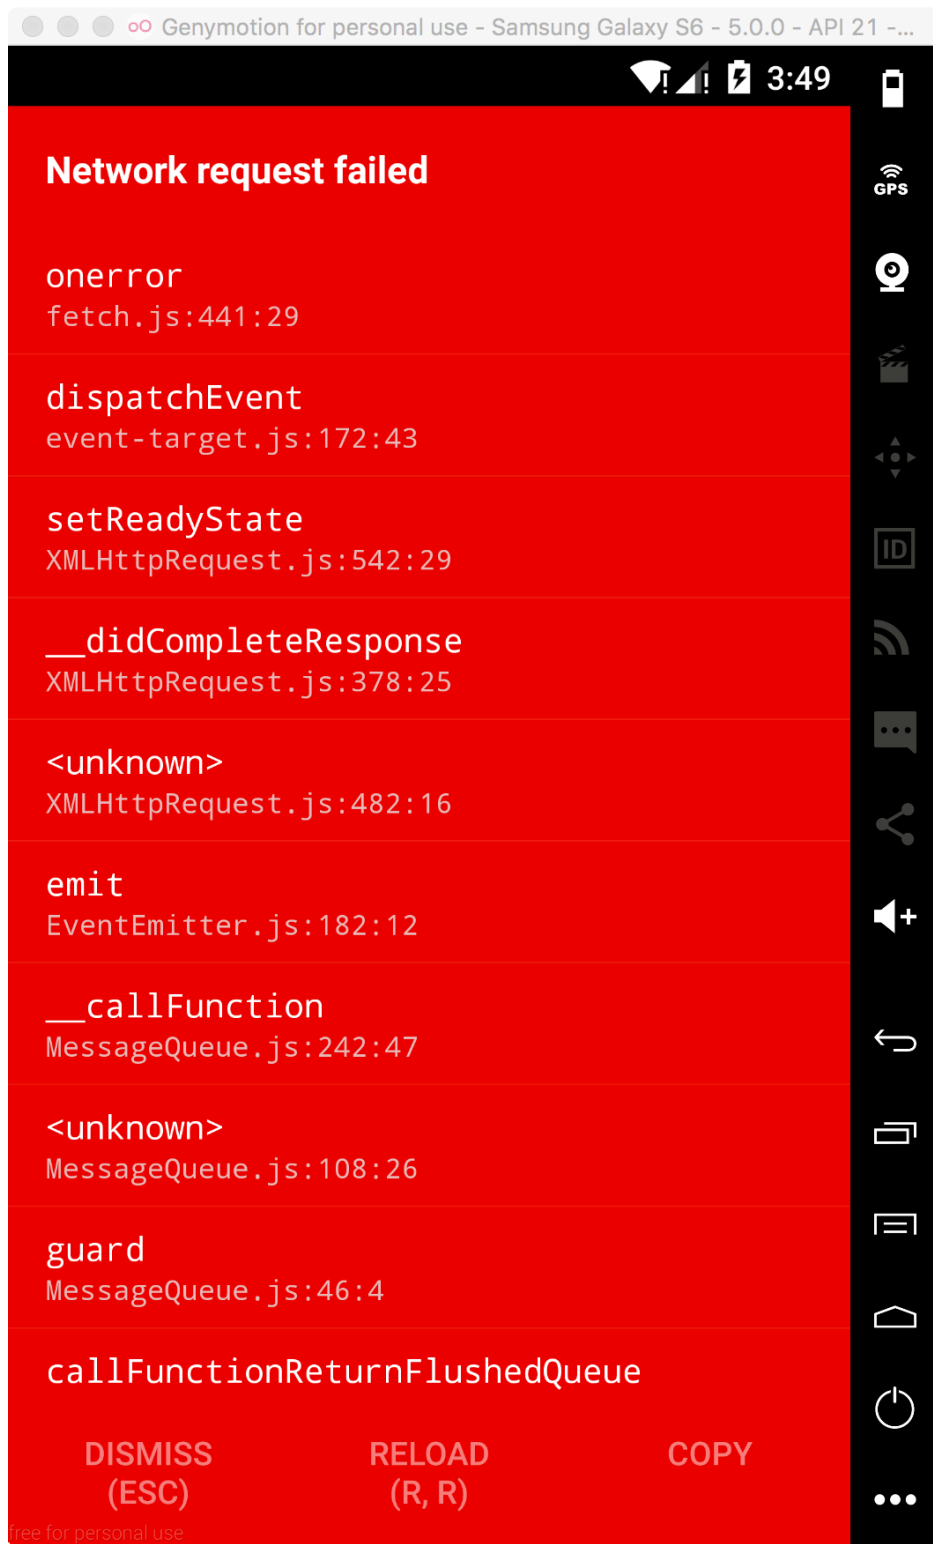 Genymotion for personal use - Samsung Galaxy S6 - 5.0.0 - API 21 -...
3:49
GPS
Network request failed
onerror
fetch.js:441:29
dispatchEvent
event-target.js:172:43
setReadyState
XMLHttpRequest.js:542:29
ID
__didCompleteResponse
XMLHttpRequest.js:378:25
<unknown>
XMLHttpRequest.js:482:16
emit
EventEmitter.js:182:12
__callFunction
MessageQueue.js:242:47
<unknown>
MessageQueue.js:108:26
guard
MessageQueue.js:46:4
callFunctionReturnFlushedQueue
DISMISS
(ESC)
RELOAD
(R, R)
COPY
free for personal use